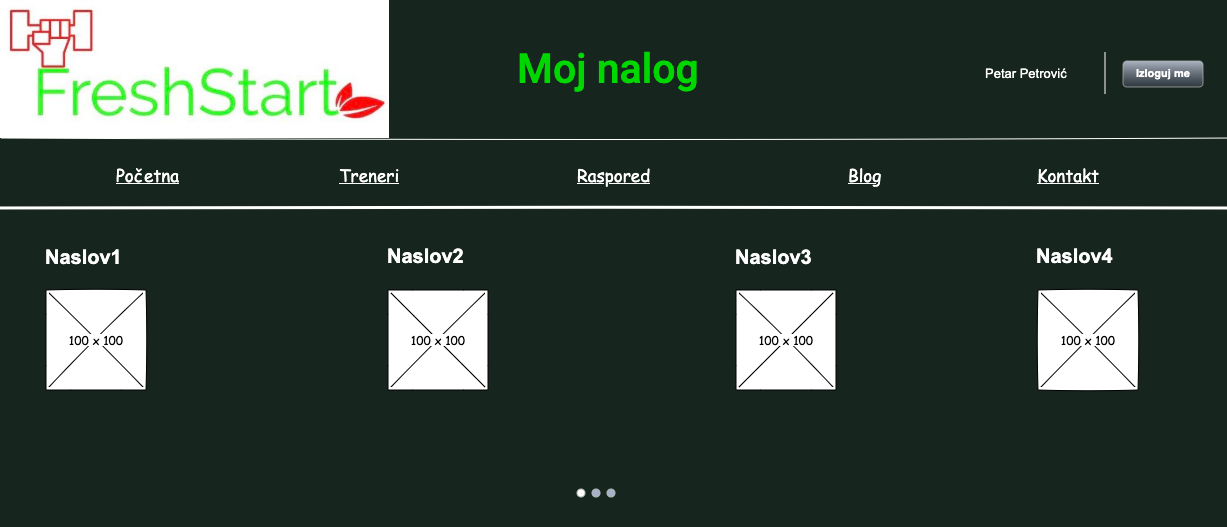 FreshStart
Moj nalog
Petar Petrović
Izloguj me
Početna Treneri Raspored Blog Kontakt
Naslov1 Naslov2 Naslov3 Naslov4
100 x 100 100 x 100 100 x 100 100 x 100